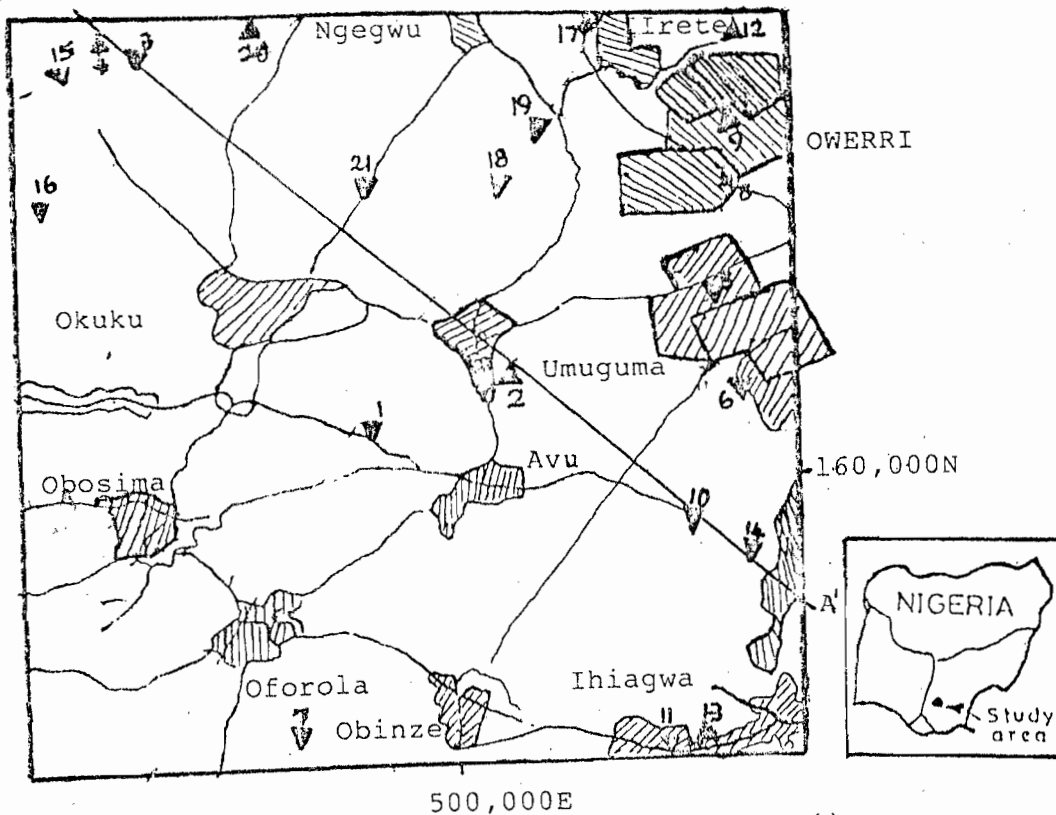 Ngegwu
17
Irete
12
15
4
3
20
19
9
OWERRI
21
18
8
16
Okuku
Umuguma
2
6
1
Avu
160,000N
Obosima
10
14
A'
NIGERIA
Oforola
Ihiagwa
7
Obinze
11
13
Study
area
500,000E